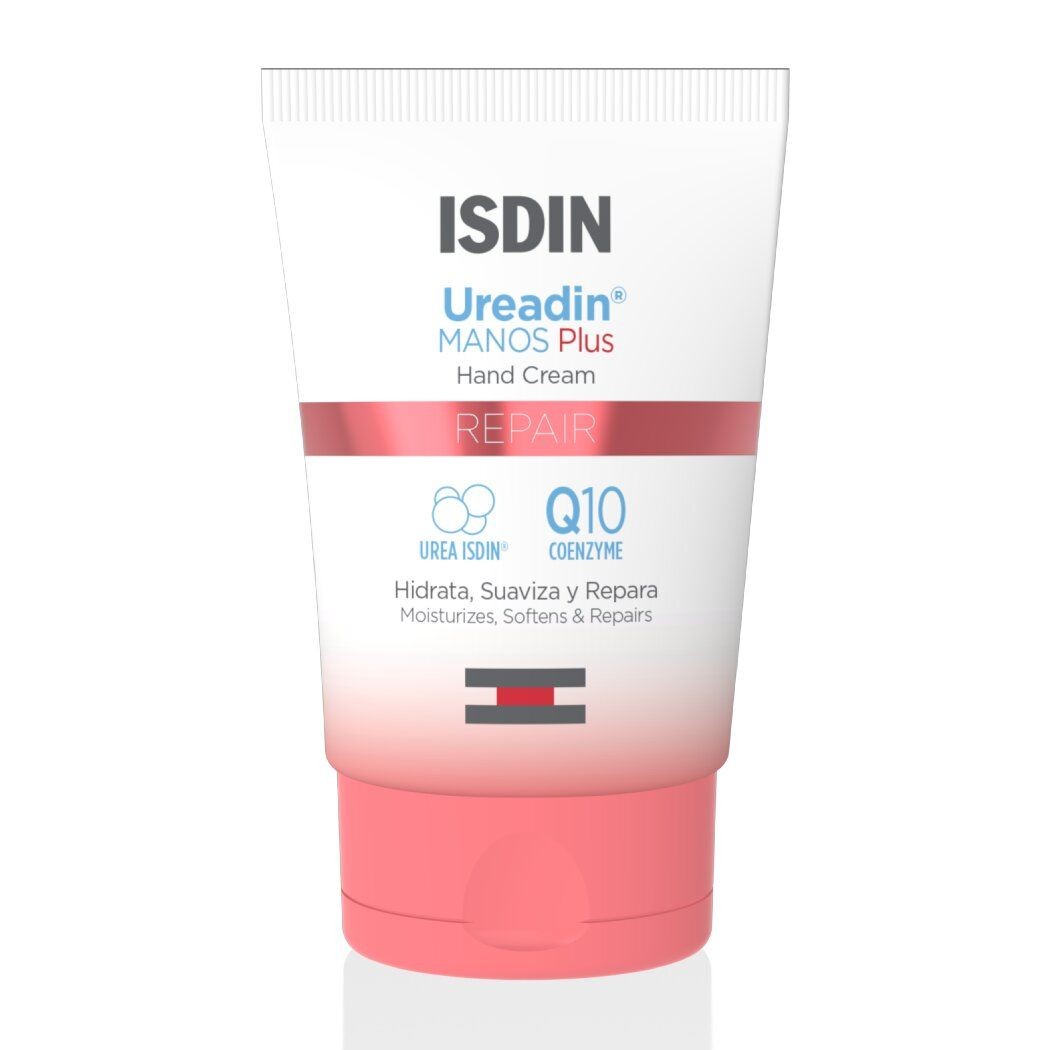 ISDIN
Ureadin®
MANOS Plus
Hand Cream
REPAIR
UREA ISDIN®
Q10
COENZYME
Hidrata, Suaviza y Repara
Moisturizes, Softens & Repairs